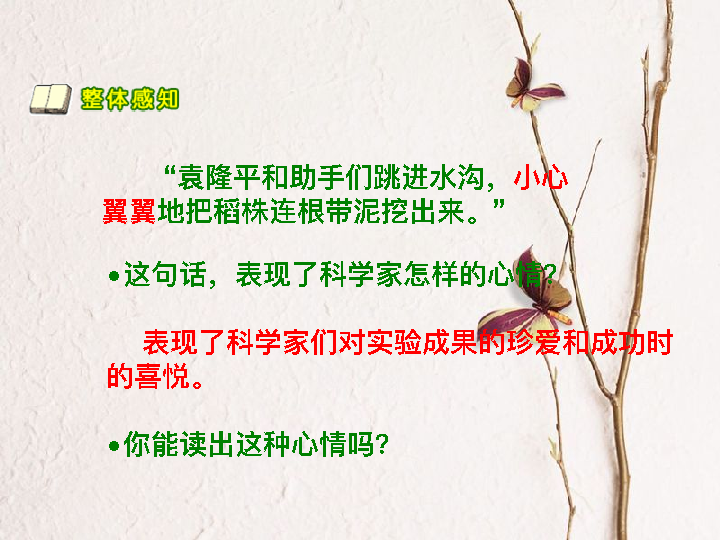 整体感知
“袁隆平和助手们跳进水沟，小心
翼翼地把稻株连根带泥挖出来。”
•这句话，表现了科学家怎样的心情？
表现了科学家们对实验成果的珍爱和成功时
的喜悦。
•你能读出这种心情吗？